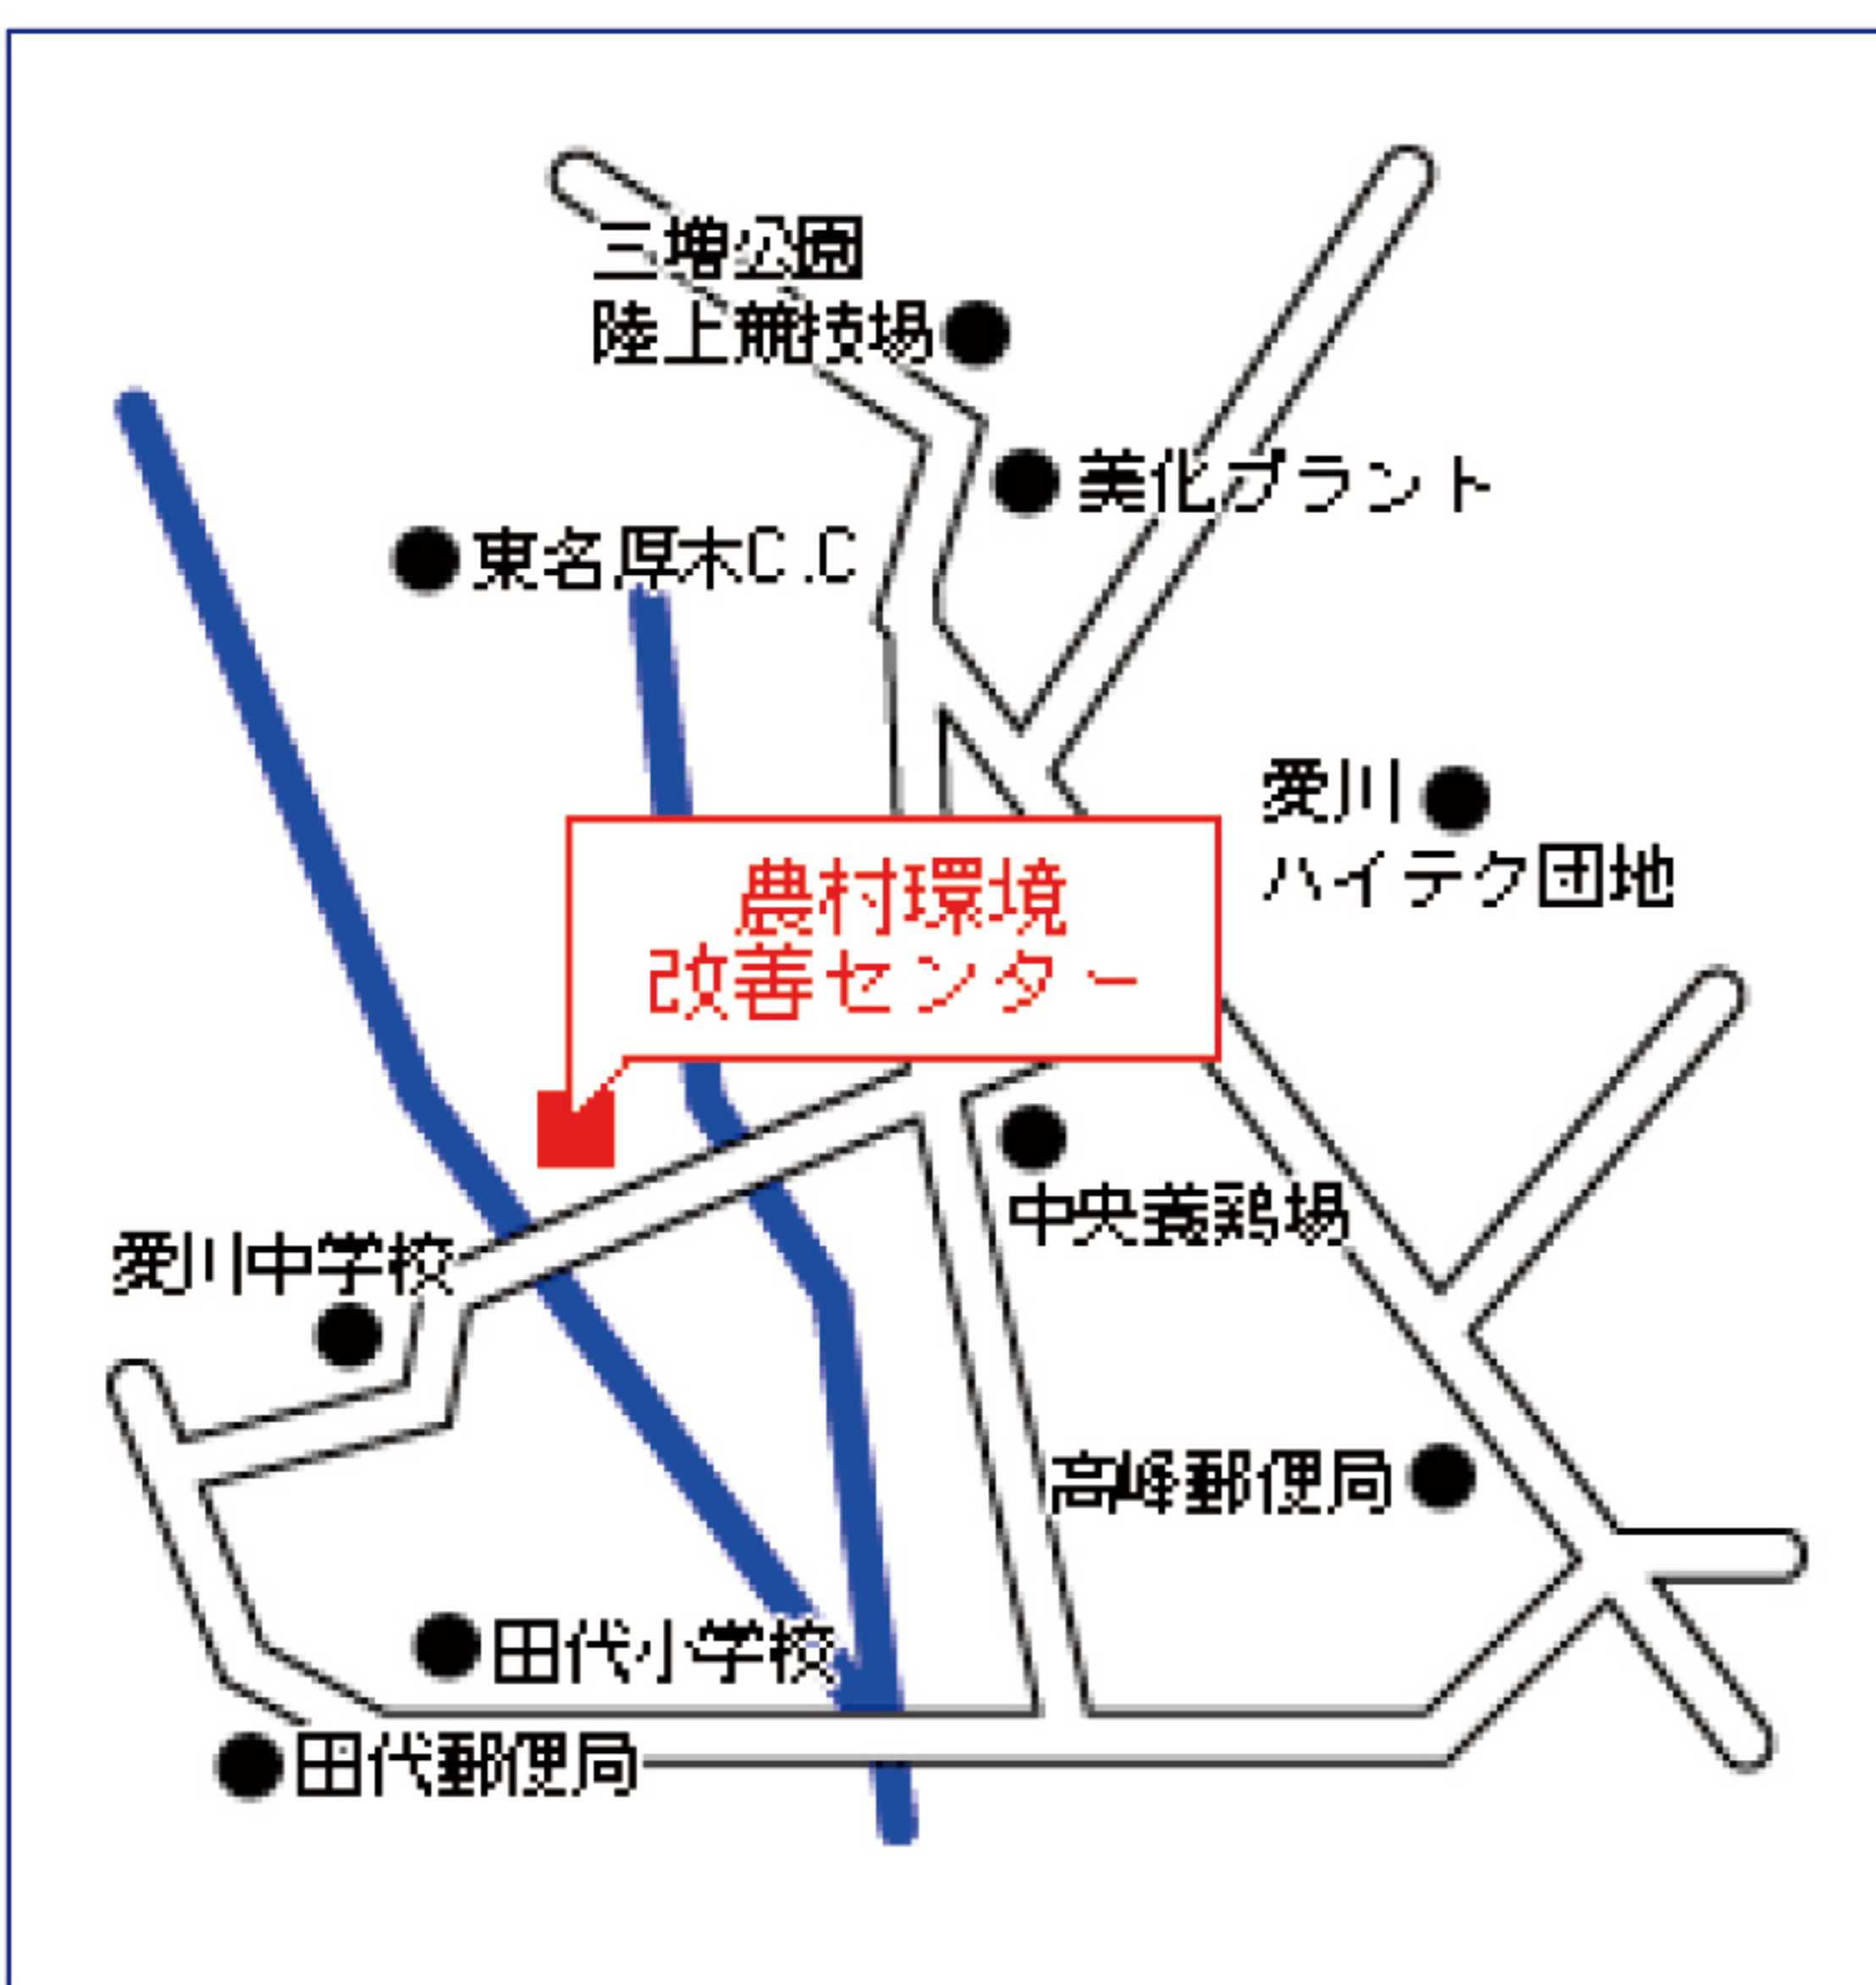 三増公園
陸上競技場
美化プラント
東名厚木C.C
愛川
ハイテク団地
農村環境
改善センター
中央養鶏場
愛川中学校
高峰郵便局
田代小学校
田代郵便局